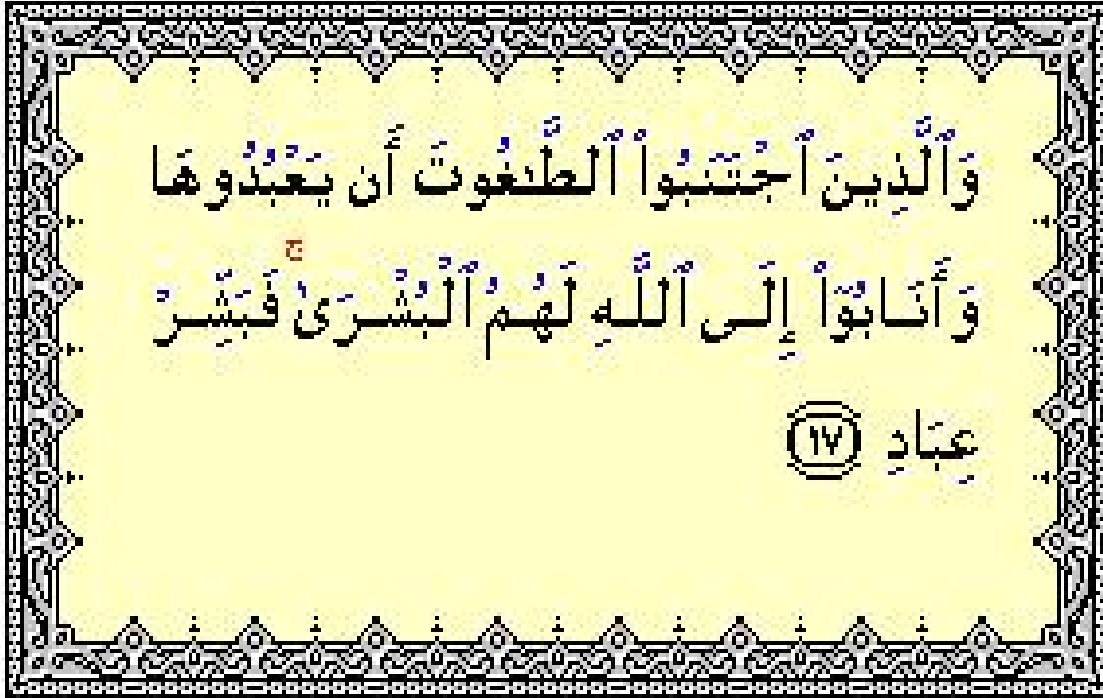 وَٱلَّذِينَ ٱجْتَنَبُوا۟ ٱلطَّـٰغُوتَ أَن يَعْبُدُوهَا
وَأَنَابُوٓا۟ إِلَى ٱللَّهِ لَهُمُ ٱلْبُشْرَىٰ ۚ فَبَشِّرْ
عِبَادِ ١٧